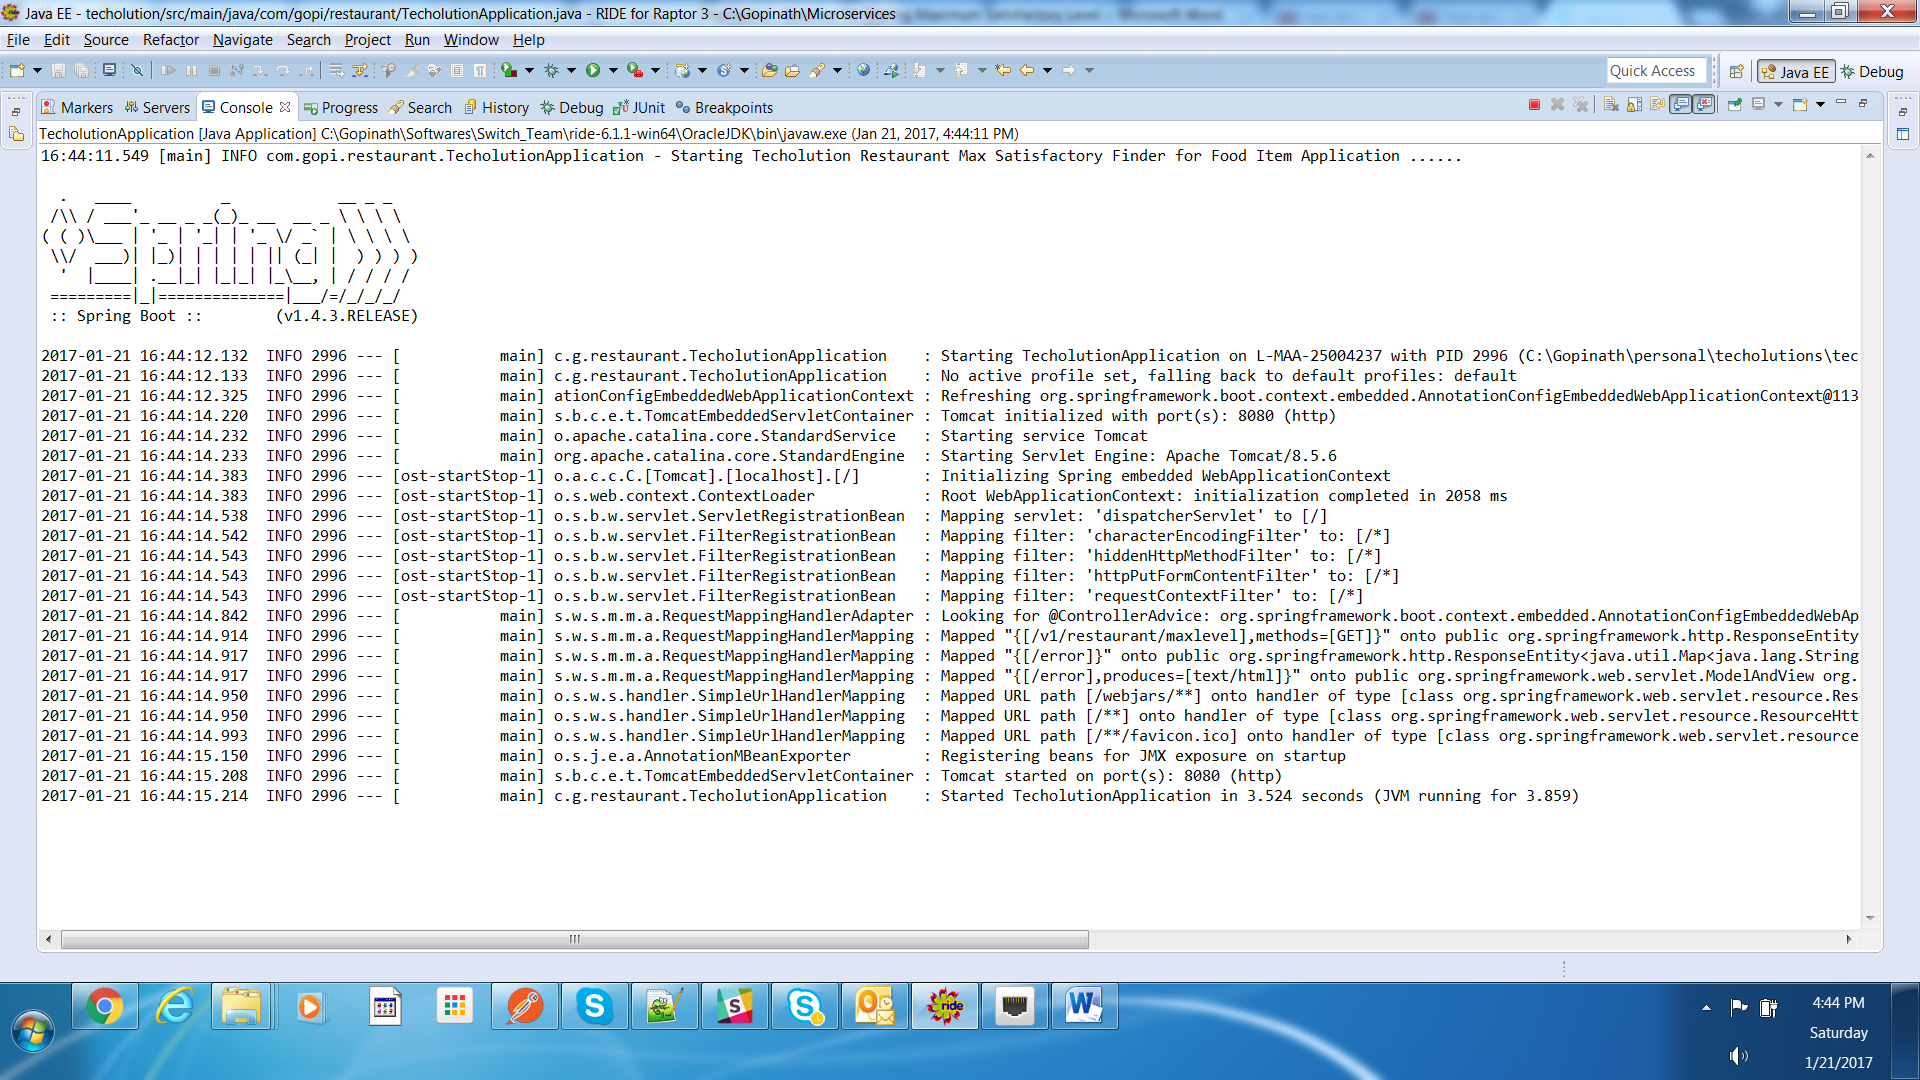 Java EE - techolution/src/main/java/com/gopi/restaurant/TecholutionApplication.java - RIDE for Raptor 3 - C:\Gopinath\Microservices
File Edit Source Refactor Navigate Search Project Run Window Help
Quick Access Java EE Debug
Markers Servers Console Progress Search History Debug JUnit Breakpoints
TecholutionApplication [Java Application] C:\Gopinath\Softwares\Switch_Team\ride-6.1.1-win64\OracleJDK\bin\javaw.exe (Jan 21, 2017, 4:44:11 PM)
16:44:11.549 [main] INFO com.gopi.restaurant.TecholutionApplication - Starting Techolution Restaurant Max Satisfactory Finder for Food Item Application ......
  .   ____          _            __ _ _
 /\\ / ___'_ __ _ _(_)_ __  __ _ \ \ \ \
( ( )\___ | '_ | '_| | '_ \/ _` | \ \ \ \
 \\/  ___)| |_)| | | | | || (_| |  ) ) ) )
  '  |____| .__|_| |_|_| |_\__, | / / / /
 =========|_|==============|___/=/_/_/_/
 :: Spring Boot ::        (v1.4.3.RELEASE)
2017-01-21 16:44:12.132  INFO 2996 --- [           main] c.g.restaurant.TecholutionApplication    : Starting TecholutionApplication on L-MAA-25004237 with PID 2996 (C:\Gopinath\personal\techolutions\tec
2017-01-21 16:44:12.133  INFO 2996 --- [           main] c.g.restaurant.TecholutionApplication    : No active profile set, falling back to default profiles: default
2017-01-21 16:44:12.325  INFO 2996 --- [           main] ationConfigEmbeddedWebApplicationContext : Refreshing org.springframework.boot.context.embedded.AnnotationConfigEmbeddedWebApplicationContext@113
2017-01-21 16:44:14.220  INFO 2996 --- [           main] s.b.c.e.t.TomcatEmbeddedServletContainer : Tomcat initialized with port(s): 8080 (http)
2017-01-21 16:44:14.232  INFO 2996 --- [           main] o.apache.catalina.core.StandardService   : Starting service Tomcat
2017-01-21 16:44:14.233  INFO 2996 --- [           main] org.apache.catalina.core.StandardEngine  : Starting Servlet Engine: Apache Tomcat/8.5.6
2017-01-21 16:44:14.383  INFO 2996 --- [ost-startStop-1] o.a.c.c.C.[Tomcat].[localhost].[/]       : Initializing Spring embedded WebApplicationContext
2017-01-21 16:44:14.383  INFO 2996 --- [ost-startStop-1] o.s.web.context.ContextLoader            : Root WebApplicationContext: initialization completed in 2058 ms
2017-01-21 16:44:14.538  INFO 2996 --- [ost-startStop-1] o.s.b.w.servlet.ServletRegistrationBean  : Mapping servlet: 'dispatcherServlet' to [/]
2017-01-21 16:44:14.542  INFO 2996 --- [ost-startStop-1] o.s.b.w.servlet.FilterRegistrationBean   : Mapping filter: 'characterEncodingFilter' to: [/*]
2017-01-21 16:44:14.543  INFO 2996 --- [ost-startStop-1] o.s.b.w.servlet.FilterRegistrationBean   : Mapping filter: 'hiddenHttpMethodFilter' to: [/*]
2017-01-21 16:44:14.543  INFO 2996 --- [ost-startStop-1] o.s.b.w.servlet.FilterRegistrationBean   : Mapping filter: 'httpPutFormContentFilter' to: [/*]
2017-01-21 16:44:14.543  INFO 2996 --- [ost-startStop-1] o.s.b.w.servlet.FilterRegistrationBean   : Mapping filter: 'requestContextFilter' to: [/*]
2017-01-21 16:44:14.842  INFO 2996 --- [           main] s.w.s.m.m.a.RequestMappingHandlerAdapter : Looking for @ControllerAdvice: org.springframework.boot.context.embedded.AnnotationConfigEmbeddedWebAp
2017-01-21 16:44:14.914  INFO 2996 --- [           main] s.w.s.m.m.a.RequestMappingHandlerMapping : Mapped "{[/v1/restaurant/maxlevel],methods=[GET]}" onto public org.springframework.http.ResponseEntity
2017-01-21 16:44:14.917  INFO 2996 --- [           main] s.w.s.m.m.a.RequestMappingHandlerMapping : Mapped "{[/error]}" onto public org.springframework.http.ResponseEntity<java.util.Map<java.lang.String
2017-01-21 16:44:14.917  INFO 2996 --- [           main] s.w.s.m.m.a.RequestMappingHandlerMapping : Mapped "{[/error],produces=[text/html]}" onto public org.springframework.web.servlet.ModelAndView org.
2017-01-21 16:44:14.950  INFO 2996 --- [           main] o.s.w.s.handler.SimpleUrlHandlerMapping  : Mapped URL path [/webjars/**] onto handler of type [class org.springframework.web.servlet.resource.Res
2017-01-21 16:44:14.950  INFO 2996 --- [           main] o.s.w.s.handler.SimpleUrlHandlerMapping  : Mapped URL path [/**] onto handler of type [class org.springframework.web.servlet.resource.ResourceHtt
2017-01-21 16:44:14.993  INFO 2996 --- [           main] o.s.w.s.handler.SimpleUrlHandlerMapping  : Mapped URL path [/**/favicon.ico] onto handler of type [class org.springframework.web.servlet.resource
2017-01-21 16:44:15.150  INFO 2996 --- [           main] o.s.j.e.a.AnnotationMBeanExporter        : Registering beans for JMX exposure on startup
2017-01-21 16:44:15.208  INFO 2996 --- [           main] s.b.c.e.t.TomcatEmbeddedServletContainer : Tomcat started on port(s): 8080 (http)
2017-01-21 16:44:15.214  INFO 2996 --- [           main] c.g.restaurant.TecholutionApplication    : Started TecholutionApplication in 3.524 seconds (JVM running for 3.859)
ride
4:44 PM
Saturday
1/21/2017